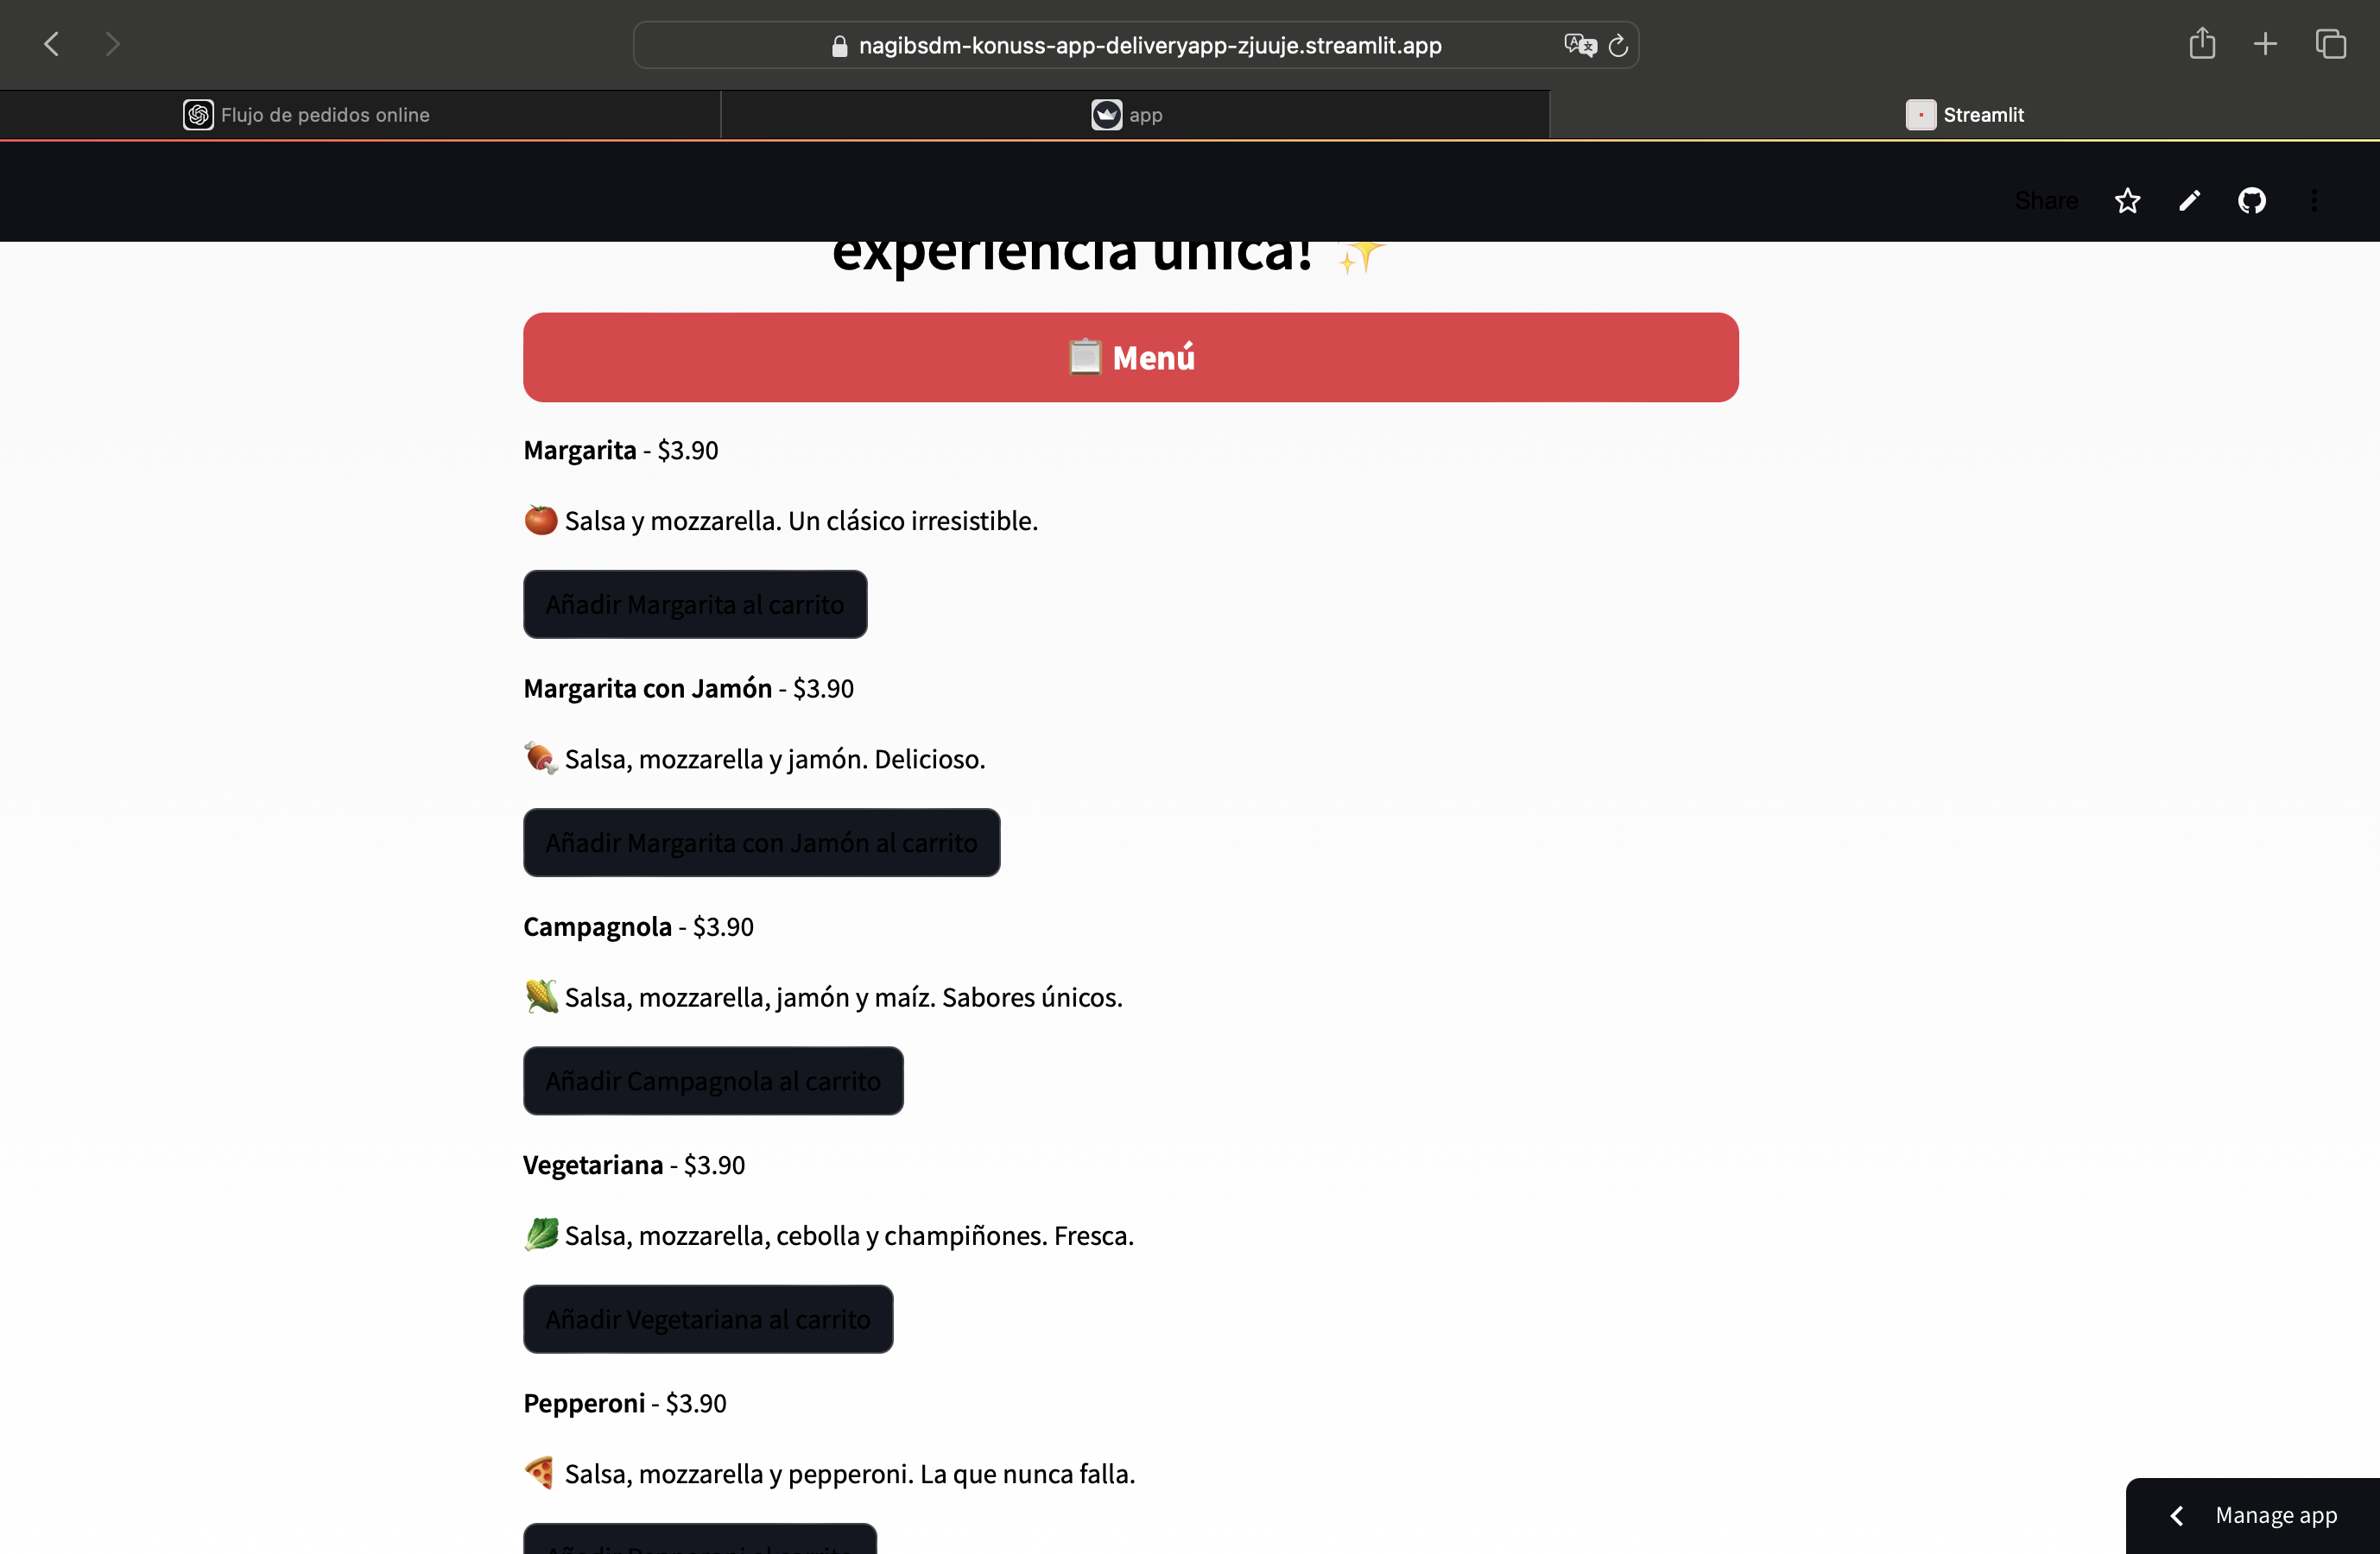 nagibsdm-konuss-app-deliveryapp-zjuuje.streamlit.app
Flujo de pedidos online
app
Streamlit
Share
experiencia única! ✨
📋 Menú
Margarita - $3.90
🍅 Salsa y mozzarella. Un clásico irresistible.
Añadir Margarita al carrito
Margarita con Jamón - $3.90
🍖 Salsa, mozzarella y jamón. Delicioso.
Añadir Margarita con Jamón al carrito
Campagnola - $3.90
🌽 Salsa, mozzarella, jamón y maíz. Sabores únicos.
Añadir Campagnola al carrito
Vegetariana - $3.90
🥬 Salsa, mozzarella, cebolla y champiñones. Fresca.
Añadir Vegetariana al carrito
Pepperoni - $3.90
🍕 Salsa, mozzarella y pepperoni. La que nunca falla.
Añadir Pepperoni al carrito
Manage app